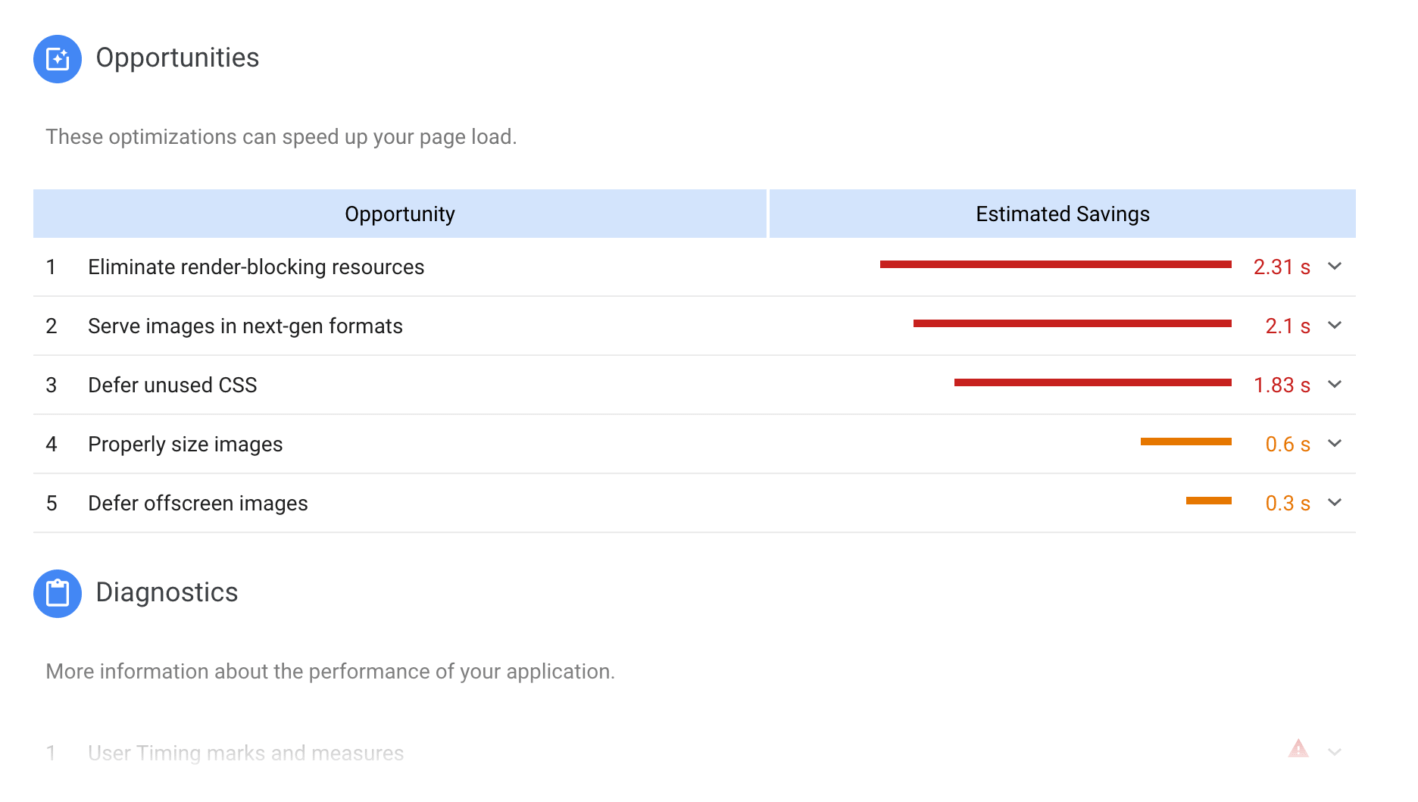 Opportunities
These optimizations can speed up your page load.
Opportunity Estimated Savings
1 Eliminate render-blocking resources 2.31 s
2 Serve images in next-gen formats 2.1 s
3 Defer unused CSS 1.83 s
4 Properly size images 0.6 s
5 Defer offscreen images 0.3 s
Diagnostics
More information about the performance of your application.
1 User Timing marks and measures